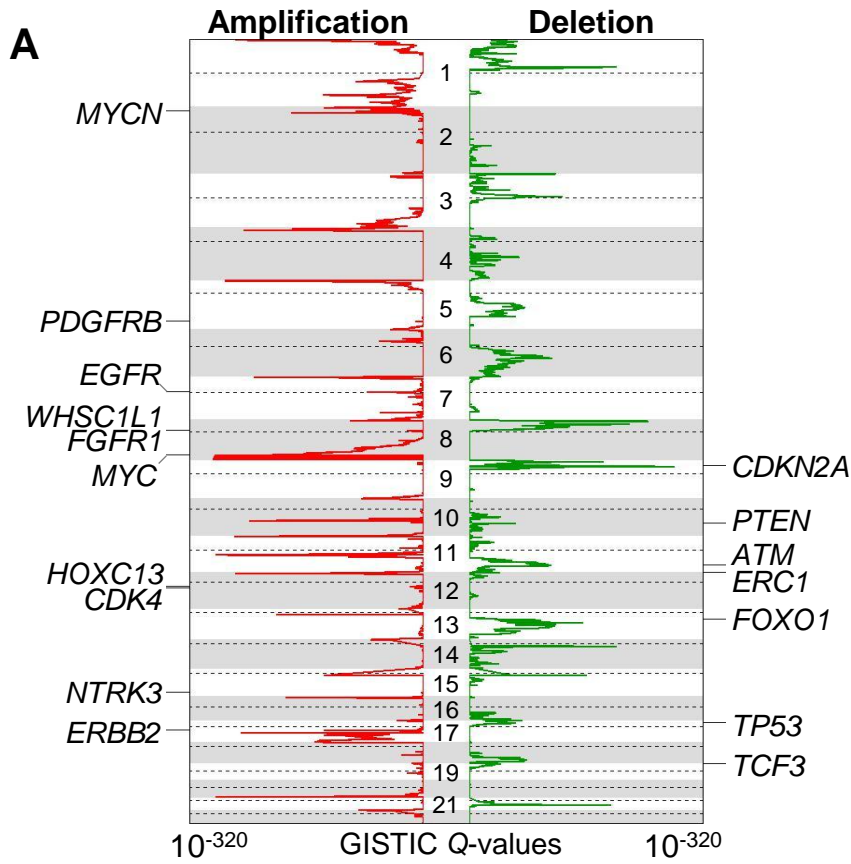 A
Amplification
Deletion
MYCN
PDGFRB
EGFR
WHSC1L1
FGFR1
MYC
HOXC13
CDK4
NTRK3
ERBB2
1
2
3
4
5
6
7
8
9
10
11
12
13
14
15
16
17
19
21
CDKN2A
PTEN
ATM
ERC1
FOXO1
TP53
TCF3
10-320
GISTIC Q-values
10-320